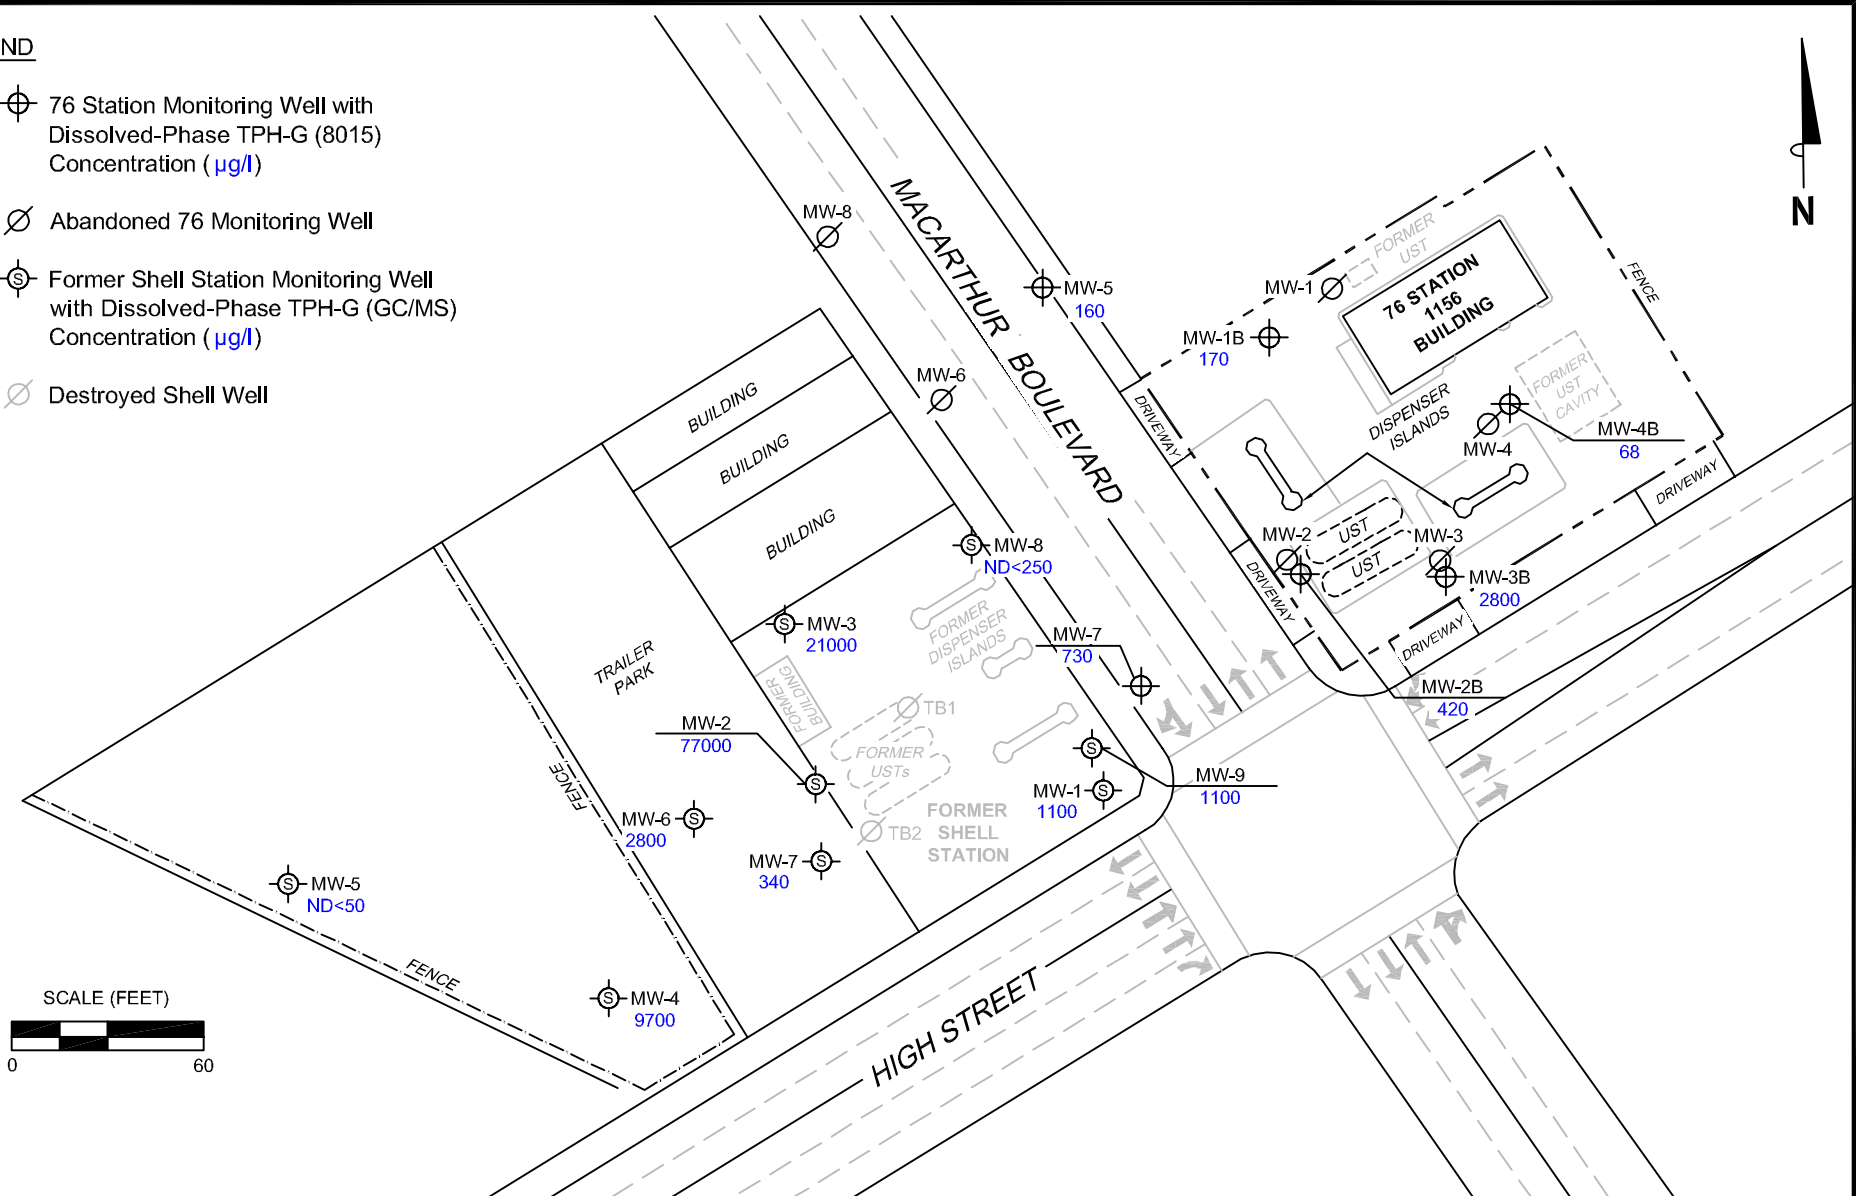 ND
76 Station Monitoring Well with
Dissolved-Phase TPH-G (8015)
Concentration (µg/l)
Abandoned 76 Monitoring Well
S
Former Shell Station Monitoring Well
with Dissolved-Phase TPH-G (GC/MS)
Concentration (µg/l)
Destroyed Shell Well
N
MACARTHUR BOULEVARD
MW-8
MW-5
160
MW-6
MW-1
MW-1B
170
FORMER
UST
76 STATION
1156
BUILDING
FENCE
FORMER
UST
CAVITY
DISPENSER
ISLANDS
MW-4
MW-4B
68
DRIVEWAY
DRIVEWAY
MW-2
UST
UST
MW-3
MW-3B
2800
DRIVEWAY
DRIVEWAY
MW-2B
420
BUILDING
BUILDING
BUILDING
S
MW-8
ND<250
S
MW-3
21000
FORMER
DISPENSER
ISLANDS
MW-7
730
TRAILER
PARK
FORMER
BUILDING
TB1
MW-2
77000
S
FORMER
USTs
S
MW-9
1100
MW-1
1100
S
FENCE
MW-6
2800
S
TB2
FORMER
SHELL
STATION
MW-7
340
S
S
MW-5
ND<50
FENCE
S
MW-4
9700
HIGH STREET
SCALE (FEET)
0
60